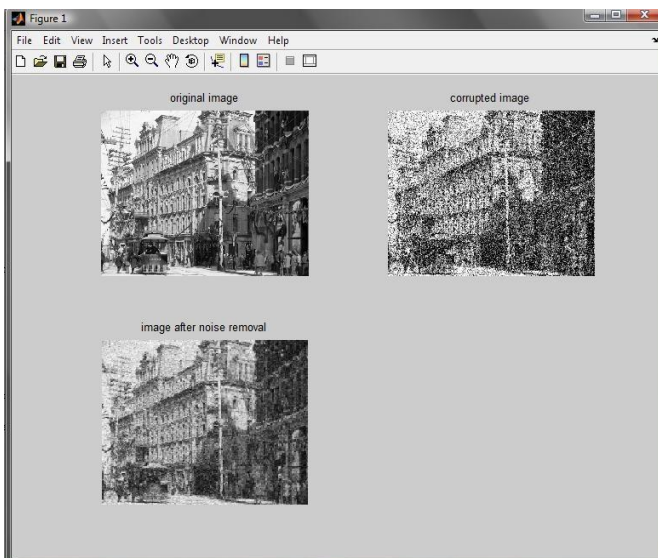 Figure 1
File Edit View Insert Tools Desktop Window Help
original image
corrupted image
image after noise removal